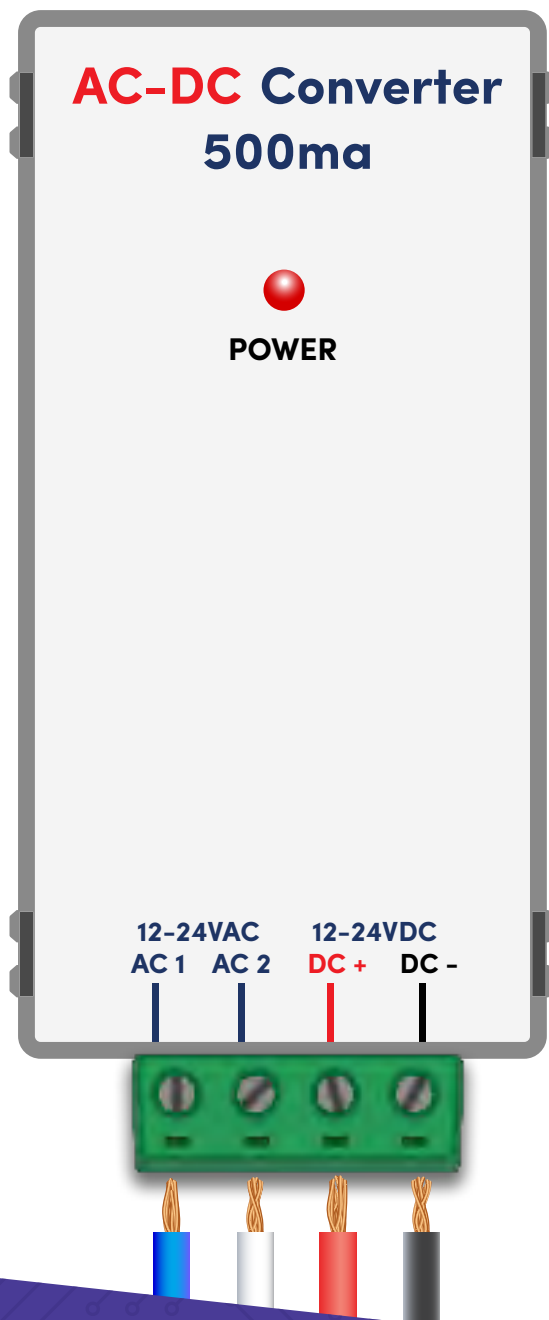 AC-DC Converter
500ma
POWER
12-24VAC 12-24VDC
AC 1 AC 2 DC + DC -